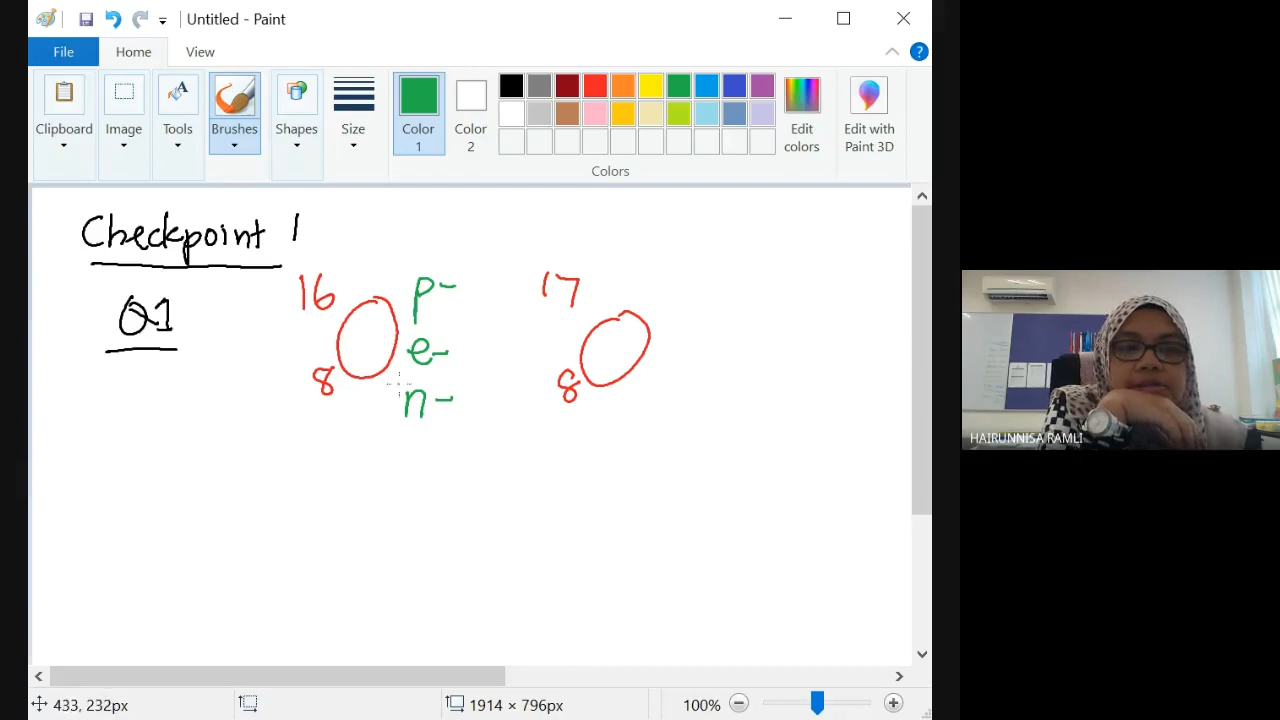 Untitled - Paint
File Home View
Clipboard Image Tools Brushes Shapes Size Color 1 Color 2 Edit colors Edit with Paint 3D
Colors
Checkpoint 1
Q1
16
8
O
p-
e-
n-
17
8
O
HAIRUNNISA RAMLI
433, 232px
1914 × 796px
100%